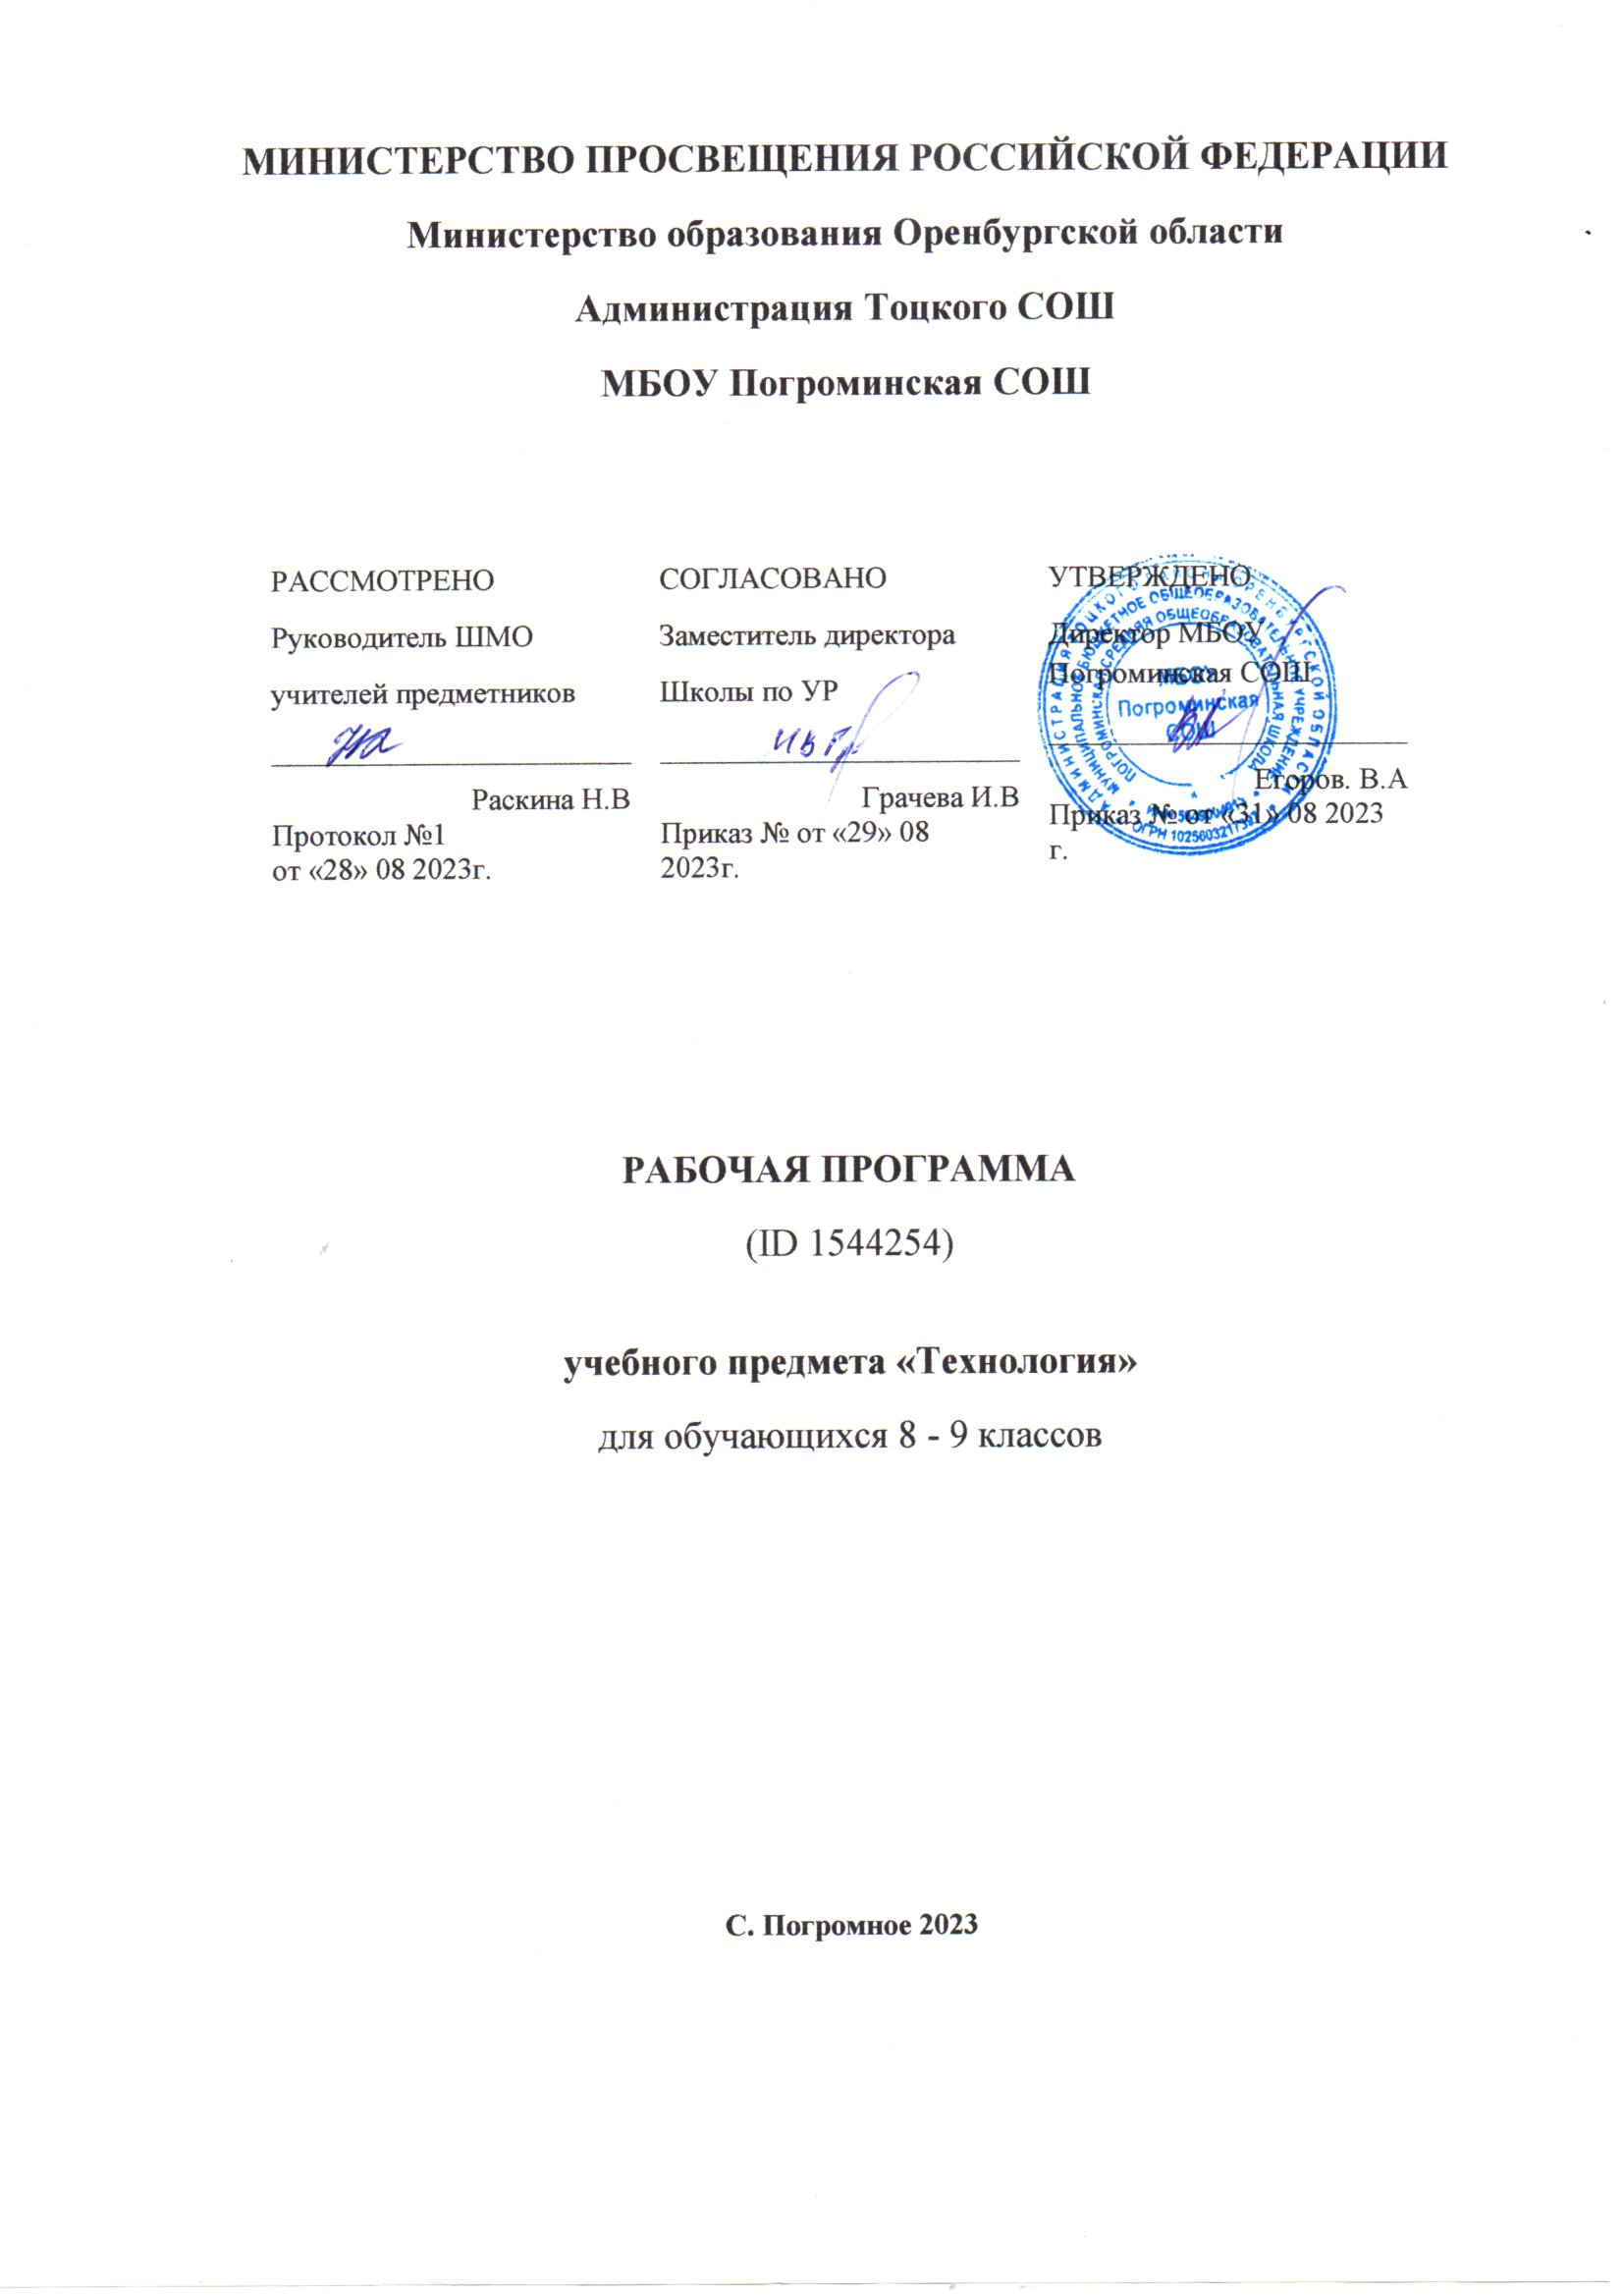 МИНИСТЕРСТВО ПРОСВЕЩЕНИЯ РОССИЙСКОЙ ФЕДЕРАЦИИ
Министерство образования Оренбургской области
Администрация Тоцкого СОШ
МБОУ Погроминская СОШ
РАССМОТРЕНО
Руководитель ШМО
учителей предметников
Раскина Н.В
Протокол №1
от «28» 08 2023г.
СОГЛАСОВАНО
Заместитель директора
Школы по УР
Грачева И.В
Приказ № от «29» 08
2023г.
УТВЕРЖДЕНО
Директор МБОУ
Погроминская СОШ
Егоров. В.А
Приказ № от «31» 08 2023
г.
МБОУ
Погроминская
СОШ
РАБОЧАЯ ПРОГРАММА
(ID 1544254)
учебного предмета «Технология»
для обучающихся 8 - 9 классов
С. Погромное 2023